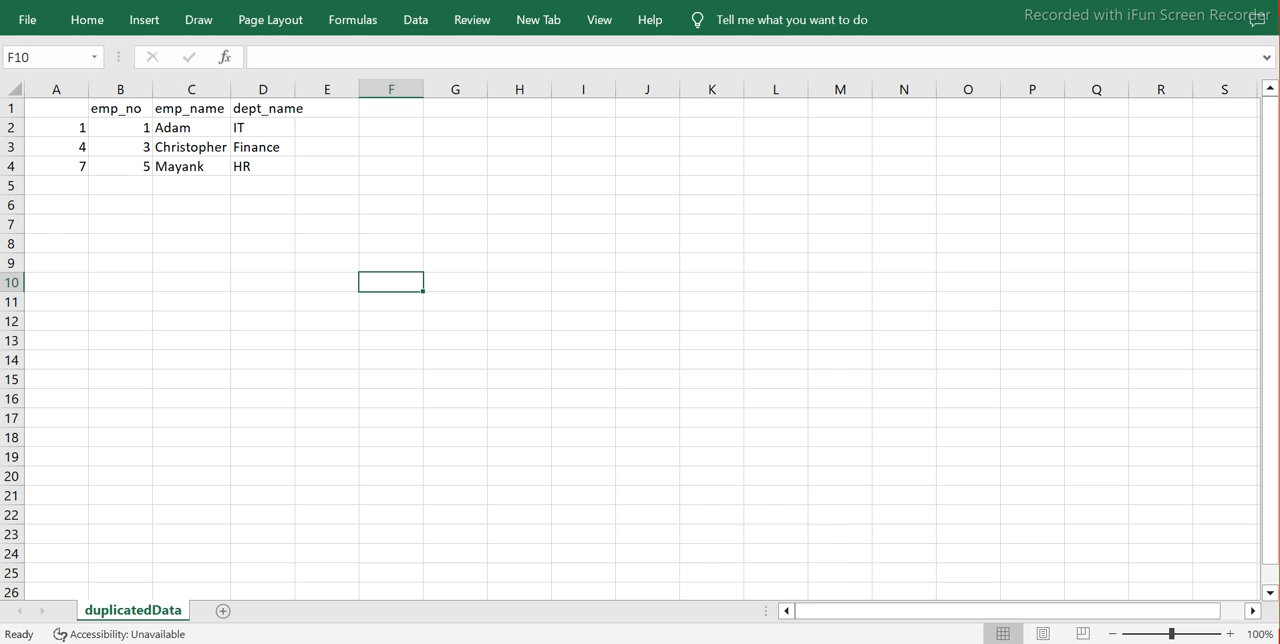 File Home Insert Draw Page Layout Formulas Data Review New Tab View Help Tell me what you want to do
Recorded with iFun Screen Recorder
F10 fx
A B C D E F G H I J K L M N O P Q R S
1 emp_no emp_name dept_name
2 1 1 Adam IT
3 4 3 Christopher Finance
4 7 5 Mayank HR
5
6
7
8
9
10
11
12
13
14
15
16
17
18
19
20
21
22
23
24
25
26
duplicatedData
Ready Accessibility: Unavailable 100%